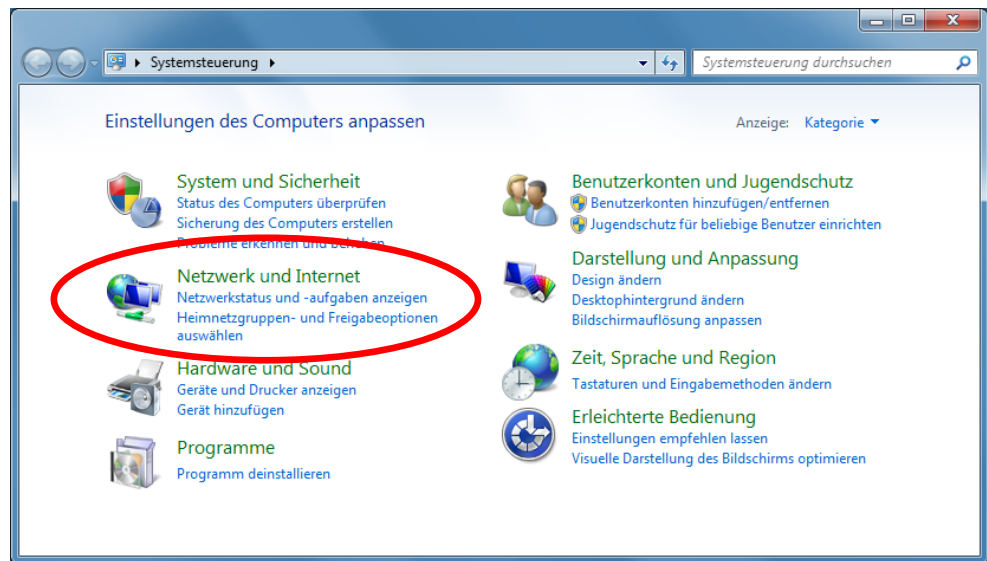 Systemsteuerung
Systemsteuerung durchsuchen
Einstellungen des Computers anpassen
Anzeige: Kategorie
System und Sicherheit
Status des Computers überprüfen
Sicherung des Computers erstellen
Probleme erkennen und beheben
Netzwerk und Internet
Netzwerkstatus und -aufgaben anzeigen
Heimnetzgruppen- und Freigabeoptionen
auswählen
Hardware und Sound
Geräte und Drucker anzeigen
Gerät hinzufügen
Programme
Programm deinstallieren
Benutzerkonten und Jugendschutz
Benutzerkonten hinzufügen/entfernen
Jugendschutz für beliebige Benutzer einrichten
Darstellung und Anpassung
Design ändern
Desktophintergrund ändern
Bildschirmauflösung anpassen
Zeit, Sprache und Region
Tastaturen und Eingabemethoden ändern
Erleichterte Bedienung
Einstellungen empfehlen lassen
Visuelle Darstellung des Bildschirms optimieren